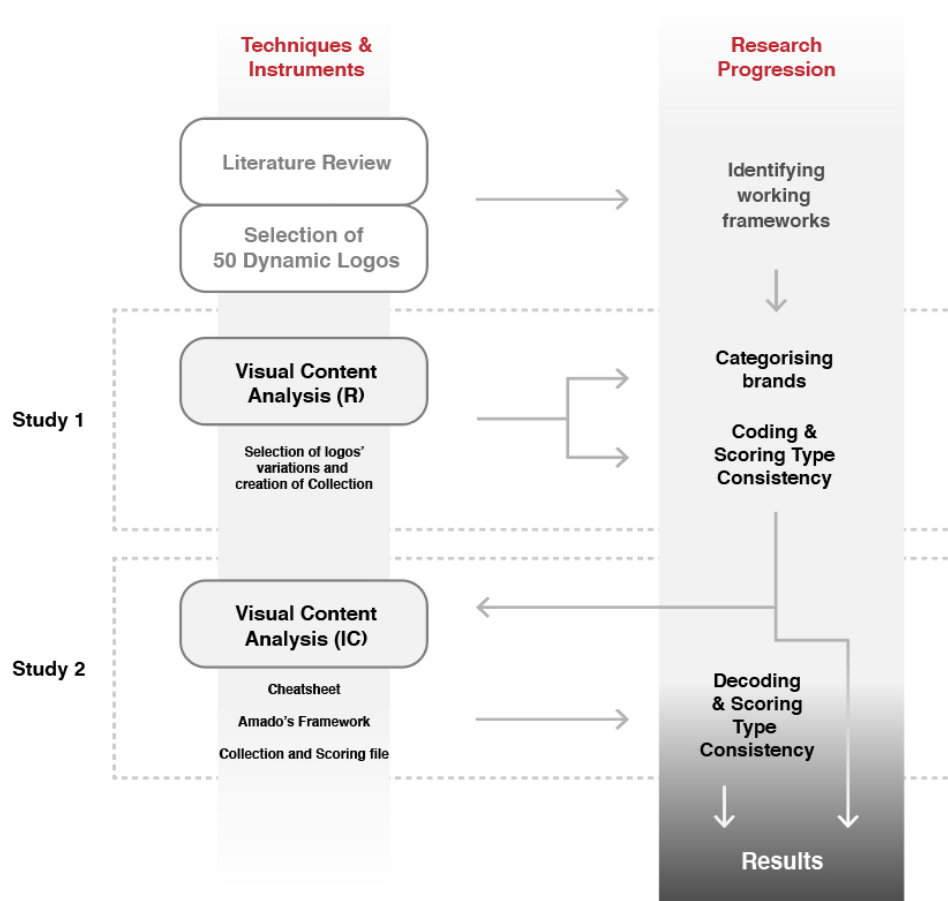 Techniques &
Instruments
Research
Progression
Literature Review
Selection of
50 Dynamic Logos
Identifying
working
frameworks
Study 1
Visual Content
Analysis (R)
Selection of logos’
variations and
creation of Collection
Categorising
brands
Coding &
Scoring Type
Consistency
Study 2
Visual Content
Analysis (IC)
Cheatsheet
Amado’s Framework
Collection and Scoring file
Decoding
& Scoring
Type
Consistency
Results